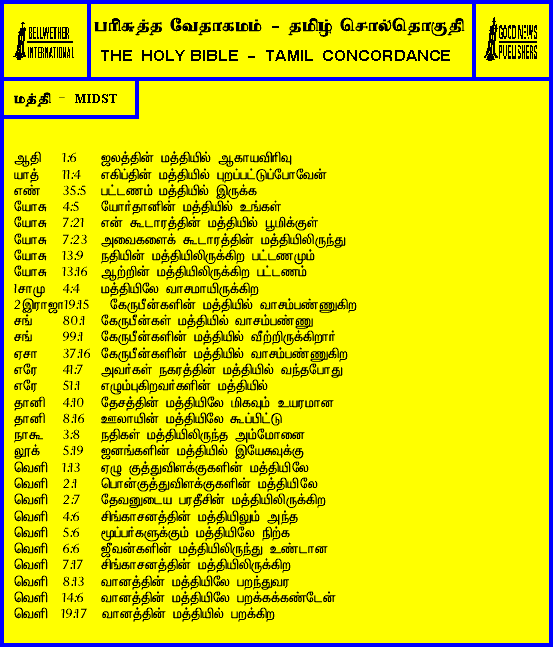 BELLWETHER INTERNATIONAL
பரிசுத்த வேதாகமம் - தமிழ் சொல்தொகுதி
THE HOLY BIBLE - TAMIL CONCORDANCE
GOOD NEWS PUBLISHERS
மத்தி - MIDST
ஆதி 1:6 ஜலத்தின் மத்தியில் ஆகாயவிரிவு
யாத் 11:4 எகிப்தின் மத்தியில் புறப்பட்டுப்போவேன்
எண் 35:5 பட்டணம் மத்தியில் இருக்க
யோசு 4:5 யோர்தானின் மத்தியில் உங்கள்
யோசு 7:21 என் கூடாரத்தின் மத்தியில் பூமிக்குள்
யோசு 7:23 அவைகளைக் கூடாரத்தின் மத்தியிலிருந்து
யோசு 13:9 நதியின் மத்தியிலிருக்கிற பட்டணமும்
யோசு 13:16 ஆற்றின் மத்தியிலிருக்கிற பட்டணம்
1சாமு 4:4 மத்தியிலே வாசமாயிருக்கிற
2இராஜா19:15 கேருபீன்களின் மத்தியில் வாசம்பண்ணுகிற
சங் 80:1 கேருபீன்கள் மத்தியில் வாசம்பண்ணு
சங் 99:1 கேருபீன்களின் மத்தியில் வீற்றிருக்கிறார்
ஏசா 37:16 கேருபீன்களின் மத்தியில் வாசம்பண்ணுகிற
எரே 41:7 அவர்கள் நகரத்தின் மத்தியில் வந்தபோது
எரே 51:1 எழும்புகிறவர்களின் மத்தியில்
தானி 4:10 தேசத்தின் மத்தியிலே மிகவும் உயரமான
தானி 8:16 ஊலாயின் மத்தியிலே கூப்பிட்டு
நாகூ 3:8 நதிகள் மத்தியிலிருந்த அம்மோனை
லூக் 5:19 ஜனங்களின் மத்தியில் இயேசுவுக்கு
வெளி 1:13 ஏழு குத்துவிளக்குகளின் மத்தியிலே
வெளி 2:1 பொன்குத்துவிளக்குகளின் மத்தியிலே
வெளி 2:7 தேவனுடைய பரதீசின் மத்தியிலிருக்கிற
வெளி 4:6 சிங்காசனத்தின் மத்தியிலும் அந்த
வெளி 5:6 மூப்பர்களுக்கும் மத்தியிலே நிற்க
வெளி 6:6 ஜீவன்களின் மத்தியிலிருந்து உண்டான
வெளி 7:17 சிங்காசனத்தின் மத்தியிலிருக்கிற
வெளி 8:13 வானத்தின் மத்தியிலே பறந்துவர
வெளி 14:6 வானத்தின் மத்தியிலே பறக்கக்கண்டேன்
வெளி 19:17 வானத்தின் மத்தியில் பறக்கிற